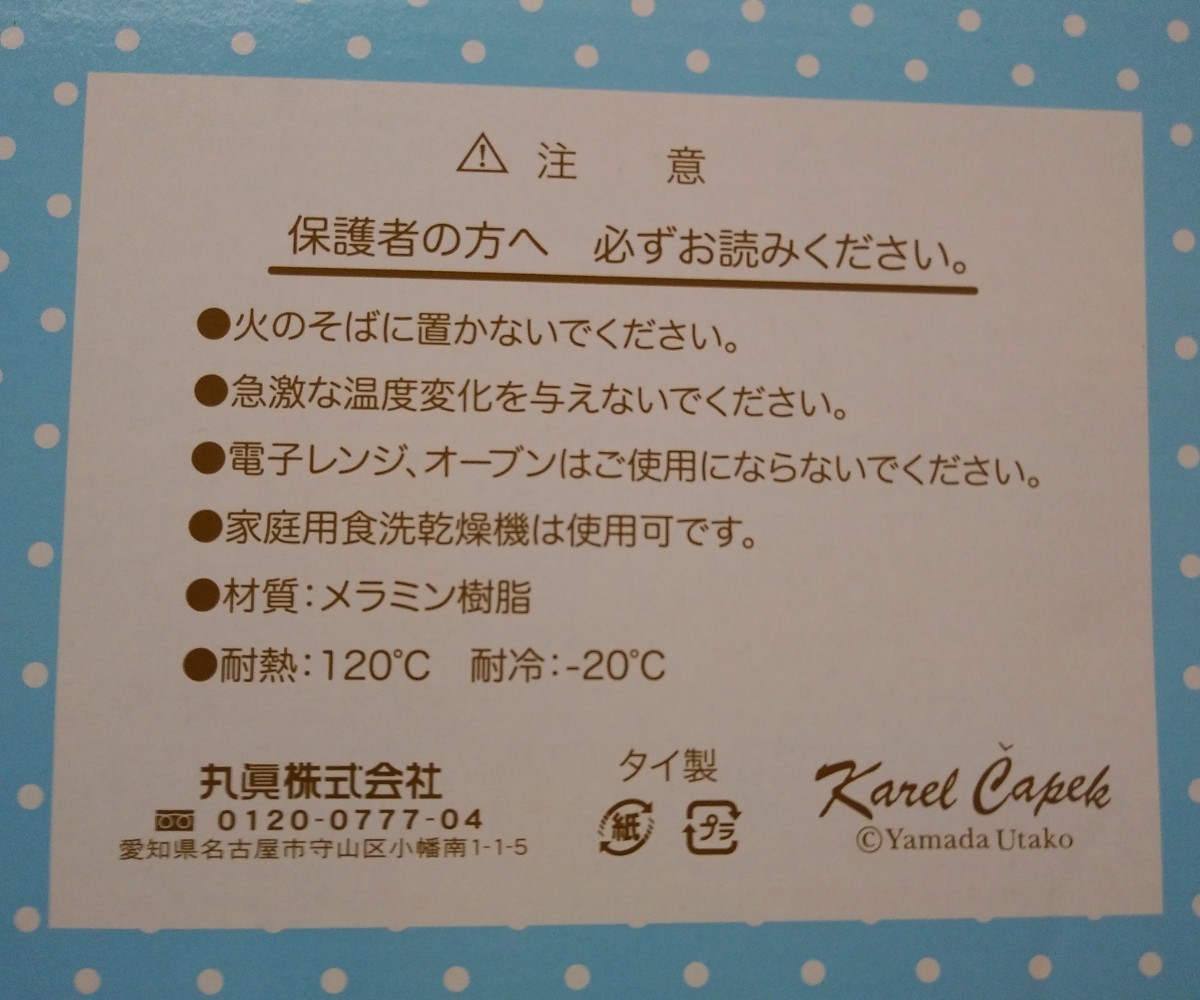 注 意
保護者の方へ 必ずお読みください。
●火のそばに置かないでください。
●急激な温度変化を与えないでください。
●電子レンジ、オーブンはご使用にならないでください。
●家庭用食洗乾燥機は使用可です。
●材質：メラミン樹脂
●耐熱：120℃ 耐冷：-20℃
丸眞株式会社
0120-0777-04
愛知県名古屋市守山区小幡南1-1-5
タイ製
紙 プラ
Karel Čapek
©Yamada Utako